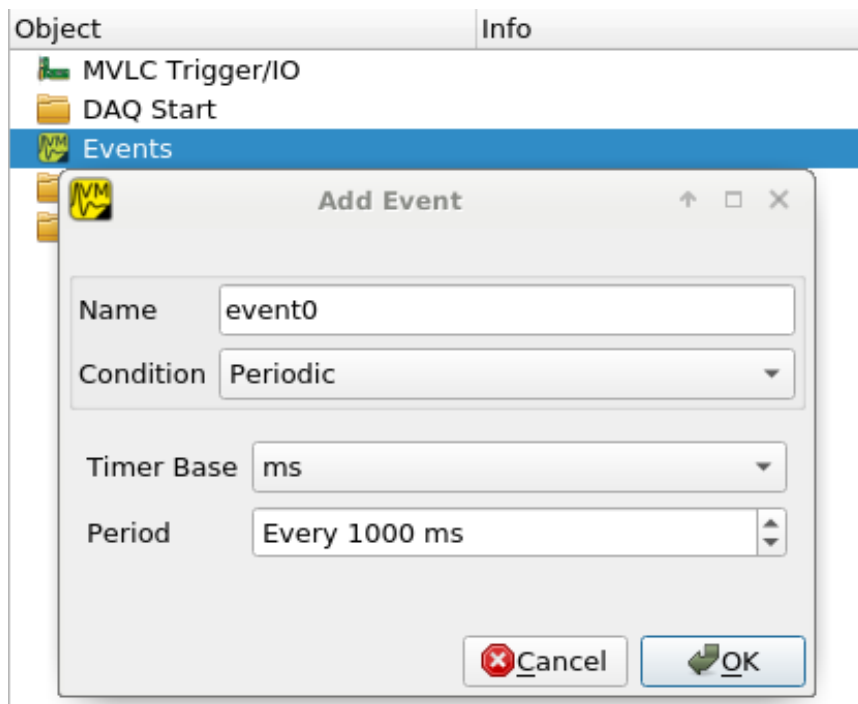 Object Info
MVLC Trigger/IO
DAQ Start
Events
Add Event
Name event0
Condition Periodic
Timer Base ms
Period Every 1000 ms
Cancel OK